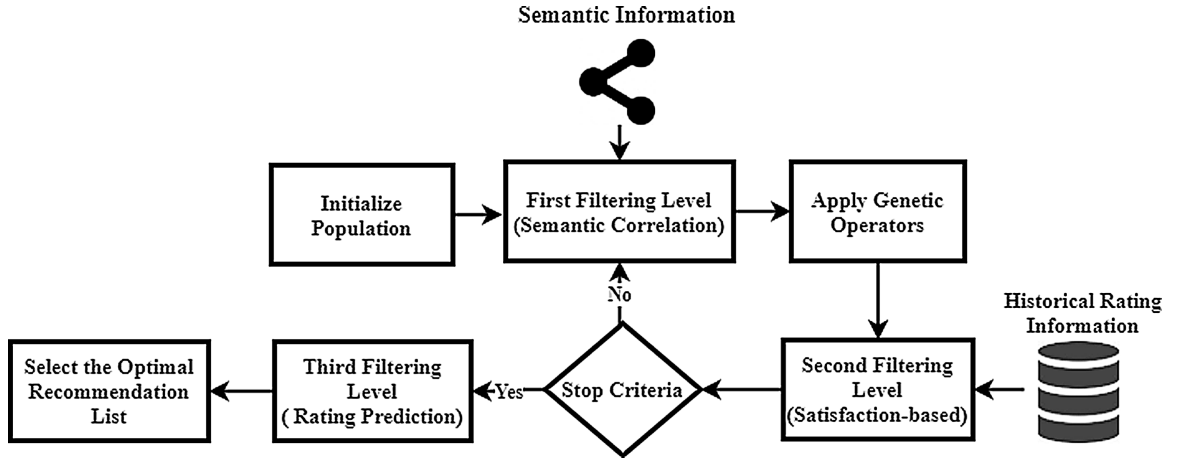 Semantic Information
Initialize
Population
First Filtering Level
(Semantic Correlation)
Apply Genetic
Operators
No
Historical Rating
Information
Select the Optimal
Recommendation
List
Third Filtering
Level
( Rating Prediction)
Yes
Stop Criteria
Second Filtering
Level
(Satisfaction-based)